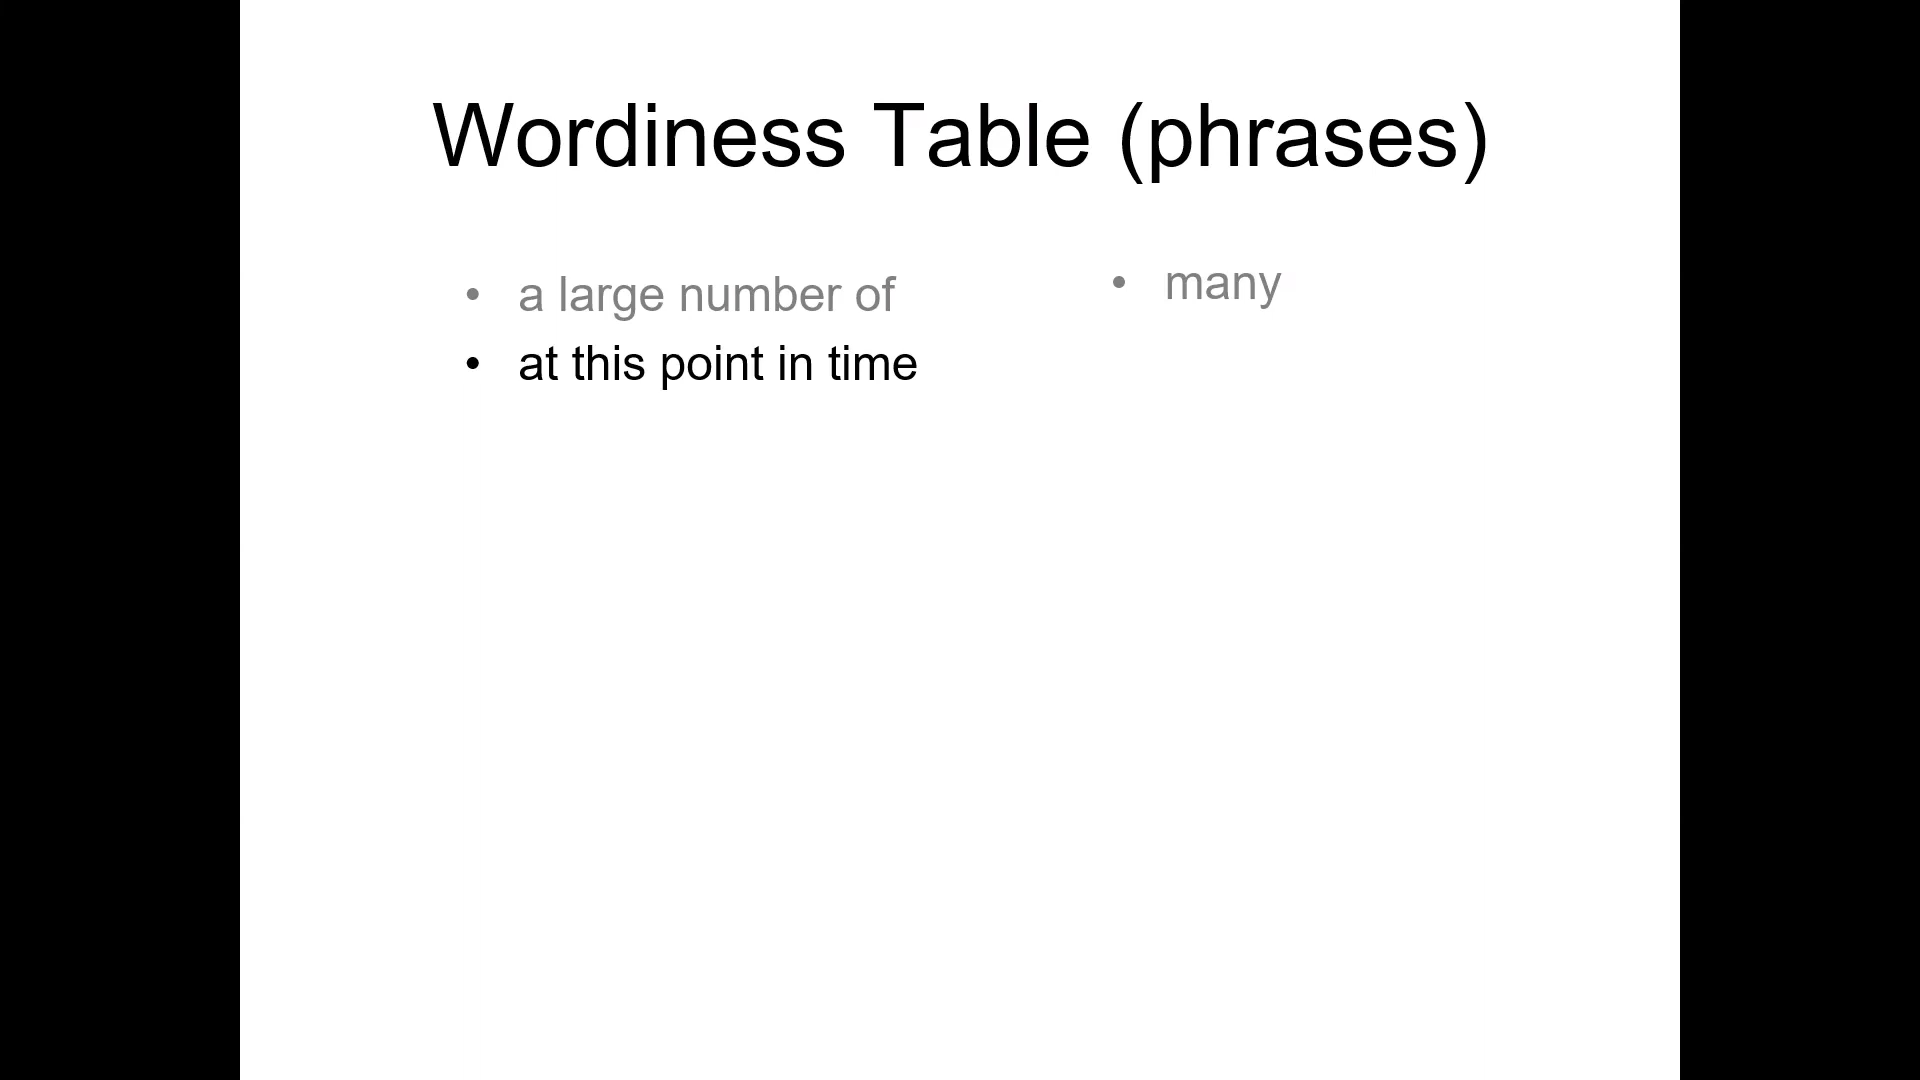 Wordiness Table (phrases)
• a large number of
• many
• at this point in time